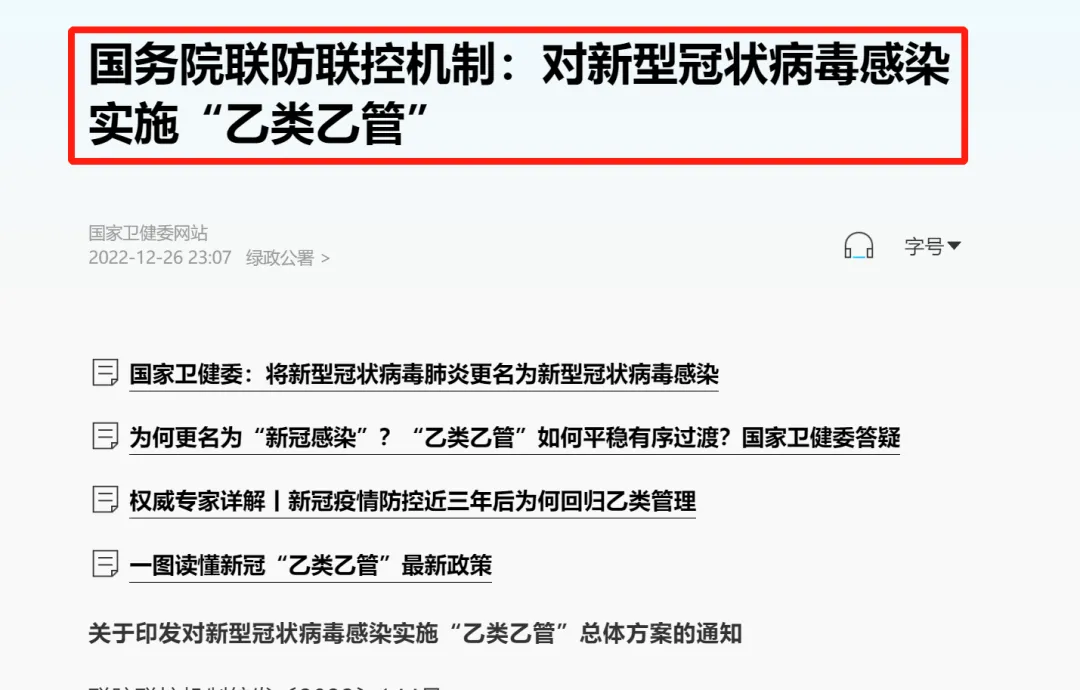 国务院联防联控机制：对新型冠状病毒感染
实施“乙类乙管”
国家卫健委网站
2022-12-26 23:07 绿政公署 >
字号
国家卫健委：将新型冠状病毒肺炎更名为新型冠状病毒感染
为何更名为“新冠感染”？“乙类乙管”如何平稳有序过渡？国家卫健委答疑
权威专家详解丨新冠疫情防控近三年后为何回归乙类管理
一图读懂新冠“乙类乙管”最新政策
关于印发对新型冠状病毒感染实施“乙类乙管”总体方案的通知